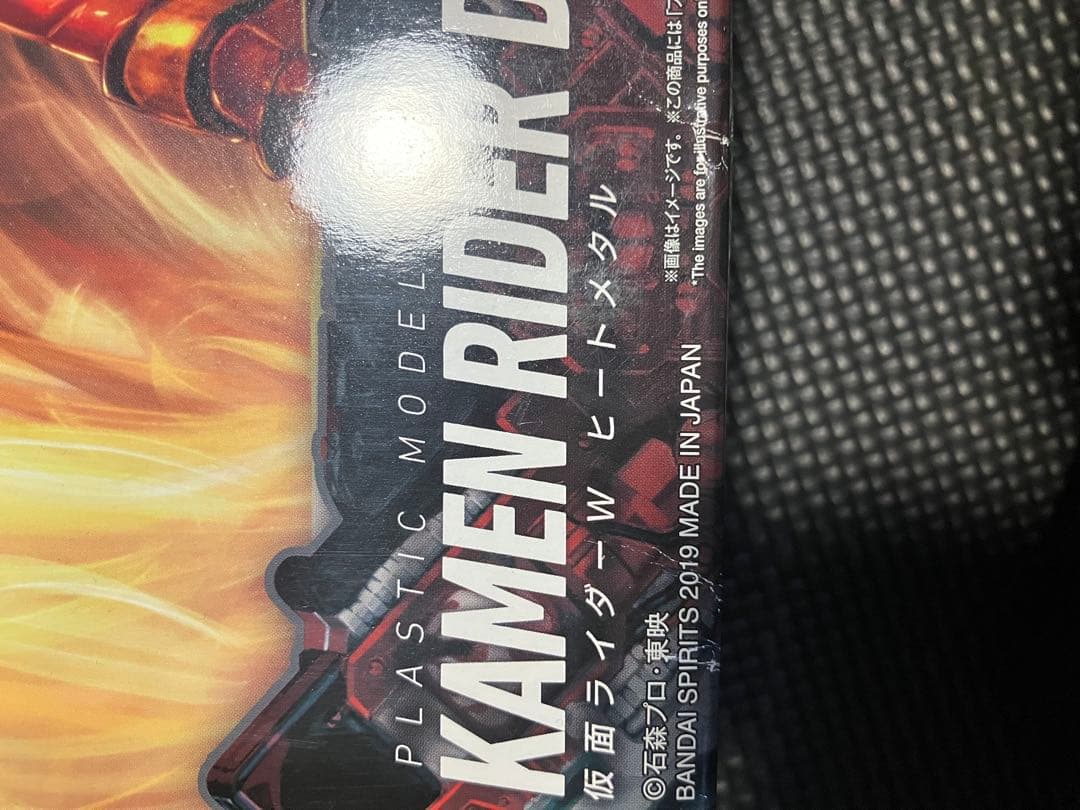 PLASTIC MODEL
KAMEN RIDER D
仮面ライダーW ヒートメタル
※画像はイメージです。 ※この商品には「プ
*The images are for illustrative purposes on
©石森プロ・東映
BANDAI SPIRITS 2019 MADE IN JAPAN